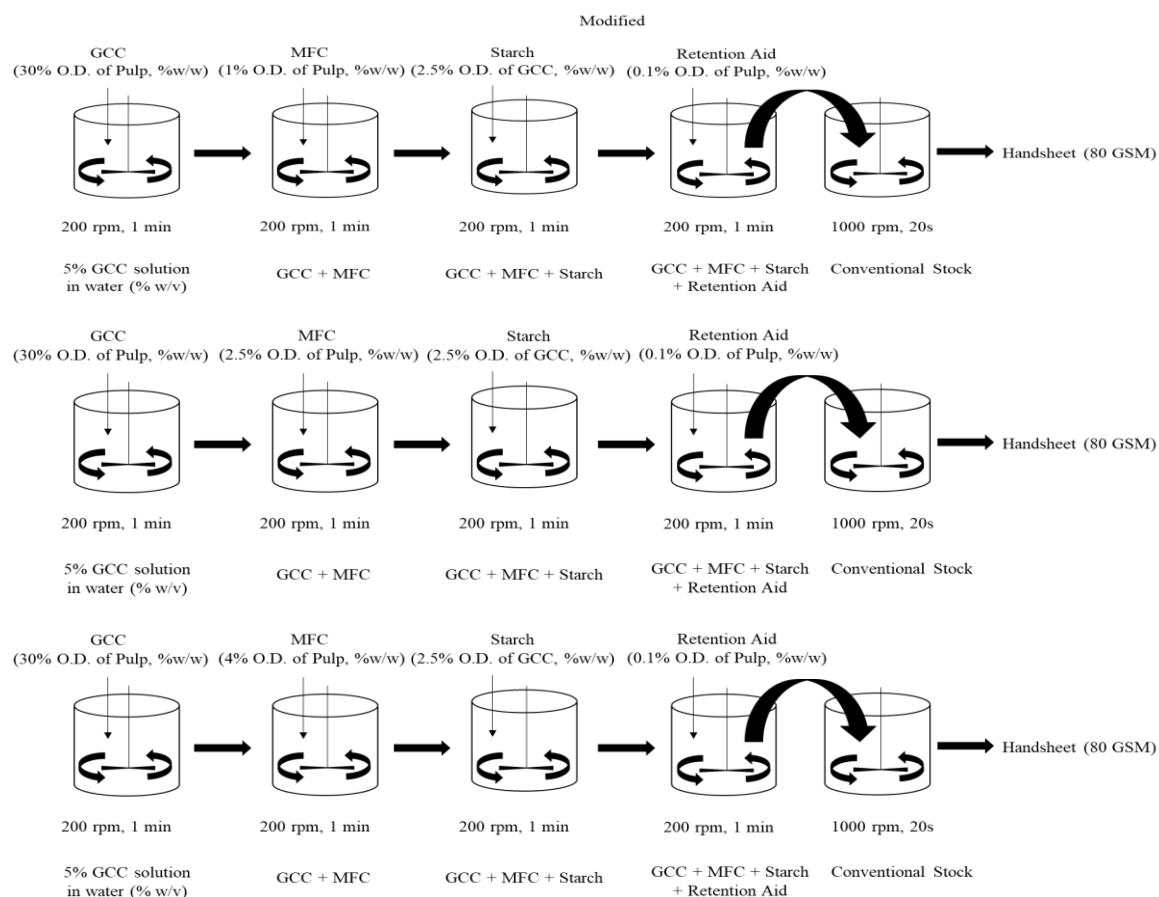 Modified
GCC
(30% O.D. of Pulp, %w/w)
MFC
(1% O.D. of Pulp, %w/w)
Starch
(2.5% O.D. of GCC, %w/w)
Retention Aid
(0.1% O.D. of Pulp, %w/w)
Handsheet (80 GSM)
200 rpm, 1 min
200 rpm, 1 min
200 rpm, 1 min
200 rpm, 1 min
1000 rpm, 20s
5% GCC solution
in water (% w/v)
GCC + MFC
GCC + MFC + Starch
GCC + MFC + Starch
+ Retention Aid
Conventional Stock
GCC
(30% O.D. of Pulp, %w/w)
MFC
(2.5% O.D. of Pulp, %w/w)
Starch
(2.5% O.D. of GCC, %w/w)
Retention Aid
(0.1% O.D. of Pulp, %w/w)
Handsheet (80 GSM)
200 rpm, 1 min
200 rpm, 1 min
200 rpm, 1 min
200 rpm, 1 min
1000 rpm, 20s
5% GCC solution
in water (% w/v)
GCC + MFC
GCC + MFC + Starch
GCC + MFC + Starch
+ Retention Aid
Conventional Stock
GCC
(30% O.D. of Pulp, %w/w)
MFC
(4% O.D. of Pulp, %w/w)
Starch
(2.5% O.D. of GCC, %w/w)
Retention Aid
(0.1% O.D. of Pulp, %w/w)
Handsheet (80 GSM)
200 rpm, 1 min
200 rpm, 1 min
200 rpm, 1 min
200 rpm, 1 min
1000 rpm, 20s
5% GCC solution
in water (% w/v)
GCC + MFC
GCC + MFC + Starch
GCC + MFC + Starch
+ Retention Aid
Conventional Stock